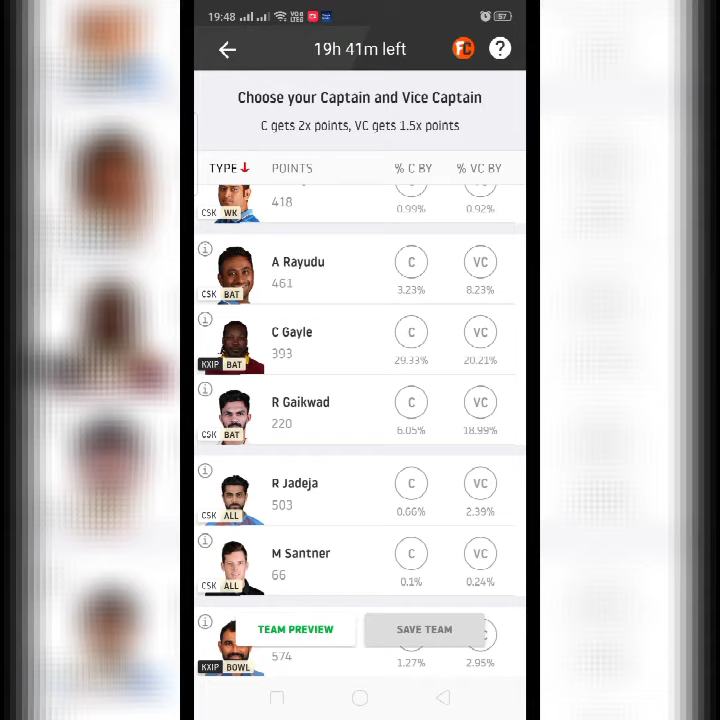 19:48
VoD LTE1 57
19h 41m left
FC ?
Choose your Captain and Vice Captain
C gets 2x points, VC gets 1.5x points
TYPE POINTS % C BY % VC BY
418
CSK WK 0.99% 0.92%
A Rayudu C VC
461
CSK BAT 3.23% 8.23%
C Gayle C VC
393
KXIP BAT 29.33% 20.21%
R Gaikwad C VC
220
CSK BAT 6.05% 18.99%
R Jadeja C VC
503
CSK ALL 0.66% 2.39%
M Santner C VC
66
CSK ALL 0.1% 0.24%
TEAM PREVIEW SAVE TEAM
574
KXIP BOWL 1.27% 2.95%